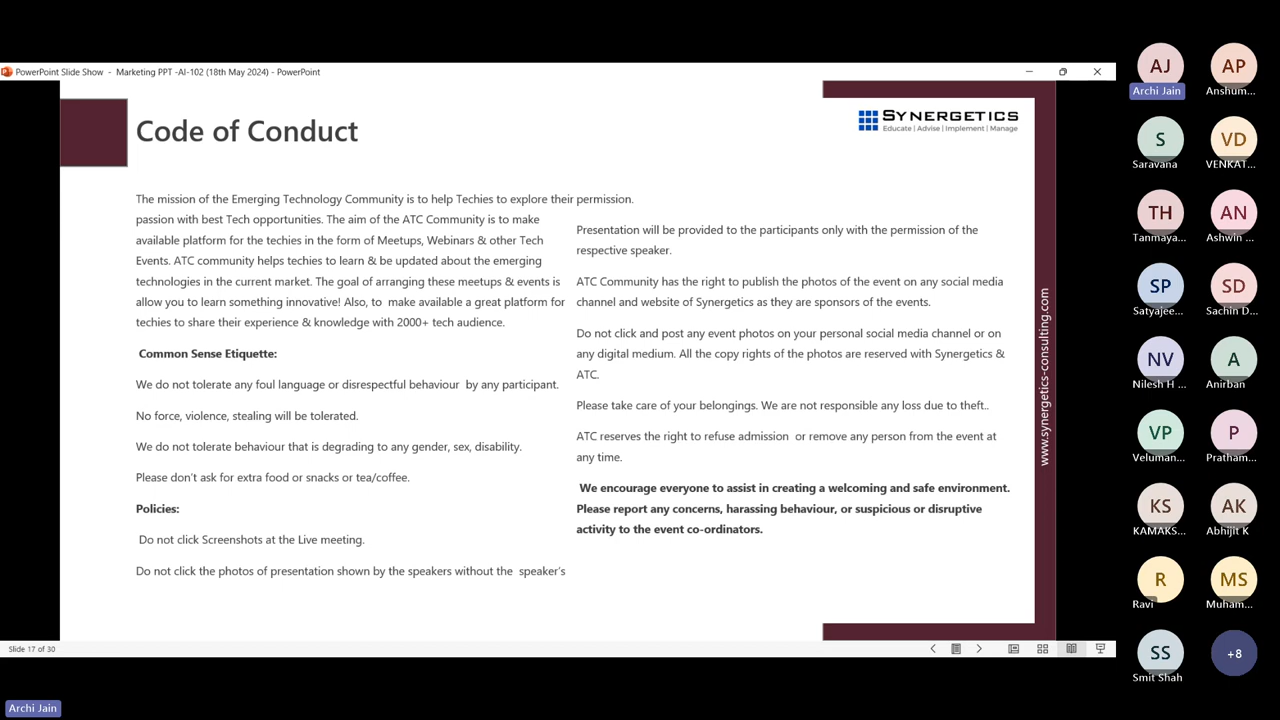 PowerPoint Slide Show - Marketing PPT -AI-102 (18th May 2024) - PowerPoint
Code of Conduct
SYNERGETICS
Educate | Advise | Implement | Manage
The mission of the Emerging Technology Community is to help Techies to explore their
passion with best Tech opportunities. The aim of the ATC Community is to make
available platform for the techies in the form of Meetups, Webinars & other Tech
Events. ATC community helps techies to learn & be updated about the emerging
technologies in the current market. The goal of arranging these meetups & events is
allow you to learn something innovative! Also, to make available a great platform for
techies to share their experience & knowledge with 2000+ tech audience.
Common Sense Etiquette:
We do not tolerate any foul language or disrespectful behaviour by any participant.
No force, violence, stealing will be tolerated.
We do not tolerate behaviour that is degrading to any gender, sex, disability.
Please don't ask for extra food or snacks or tea/coffee.
Policies:
Do not click Screenshots at the Live meeting.
Do not click the photos of presentation shown by the speakers without the speaker's
permission.
Presentation will be provided to the participants only with the permission of the
respective speaker.
ATC Community has the right to publish the photos of the event on any social media
channel and website of Synergetics as they are sponsors of the events.
Do not click and post any event photos on your personal social media channel or on
any digital medium. All the copy rights of the photos are reserved with Synergetics &
ATC.
Please take care of your belongings. We are not responsible any loss due to theft..
ATC reserves the right to refuse admission or remove any person from the event at
any time.
We encourage everyone to assist in creating a welcoming and safe environment.
Please report any concerns, harassing behaviour, or suspicious or disruptive
activity to the event co-ordinators.
www.synergetics-consulting.com
Slide 17 of 30
AJ
Archi Jain
AP
Anshum...
S
Saravana
VD
VENKAT...
TH
Tanmaya...
AN
Ashwin ...
SP
Satyajee...
SD
Sachin D...
NV
Nilesh H ...
A
Anirban
VP
Veluman...
P
Pratham...
KS
KAMAKS...
AK
Abhijit K
R
Ravi
MS
Muham...
SS
Smit Shah
+8
Archi Jain